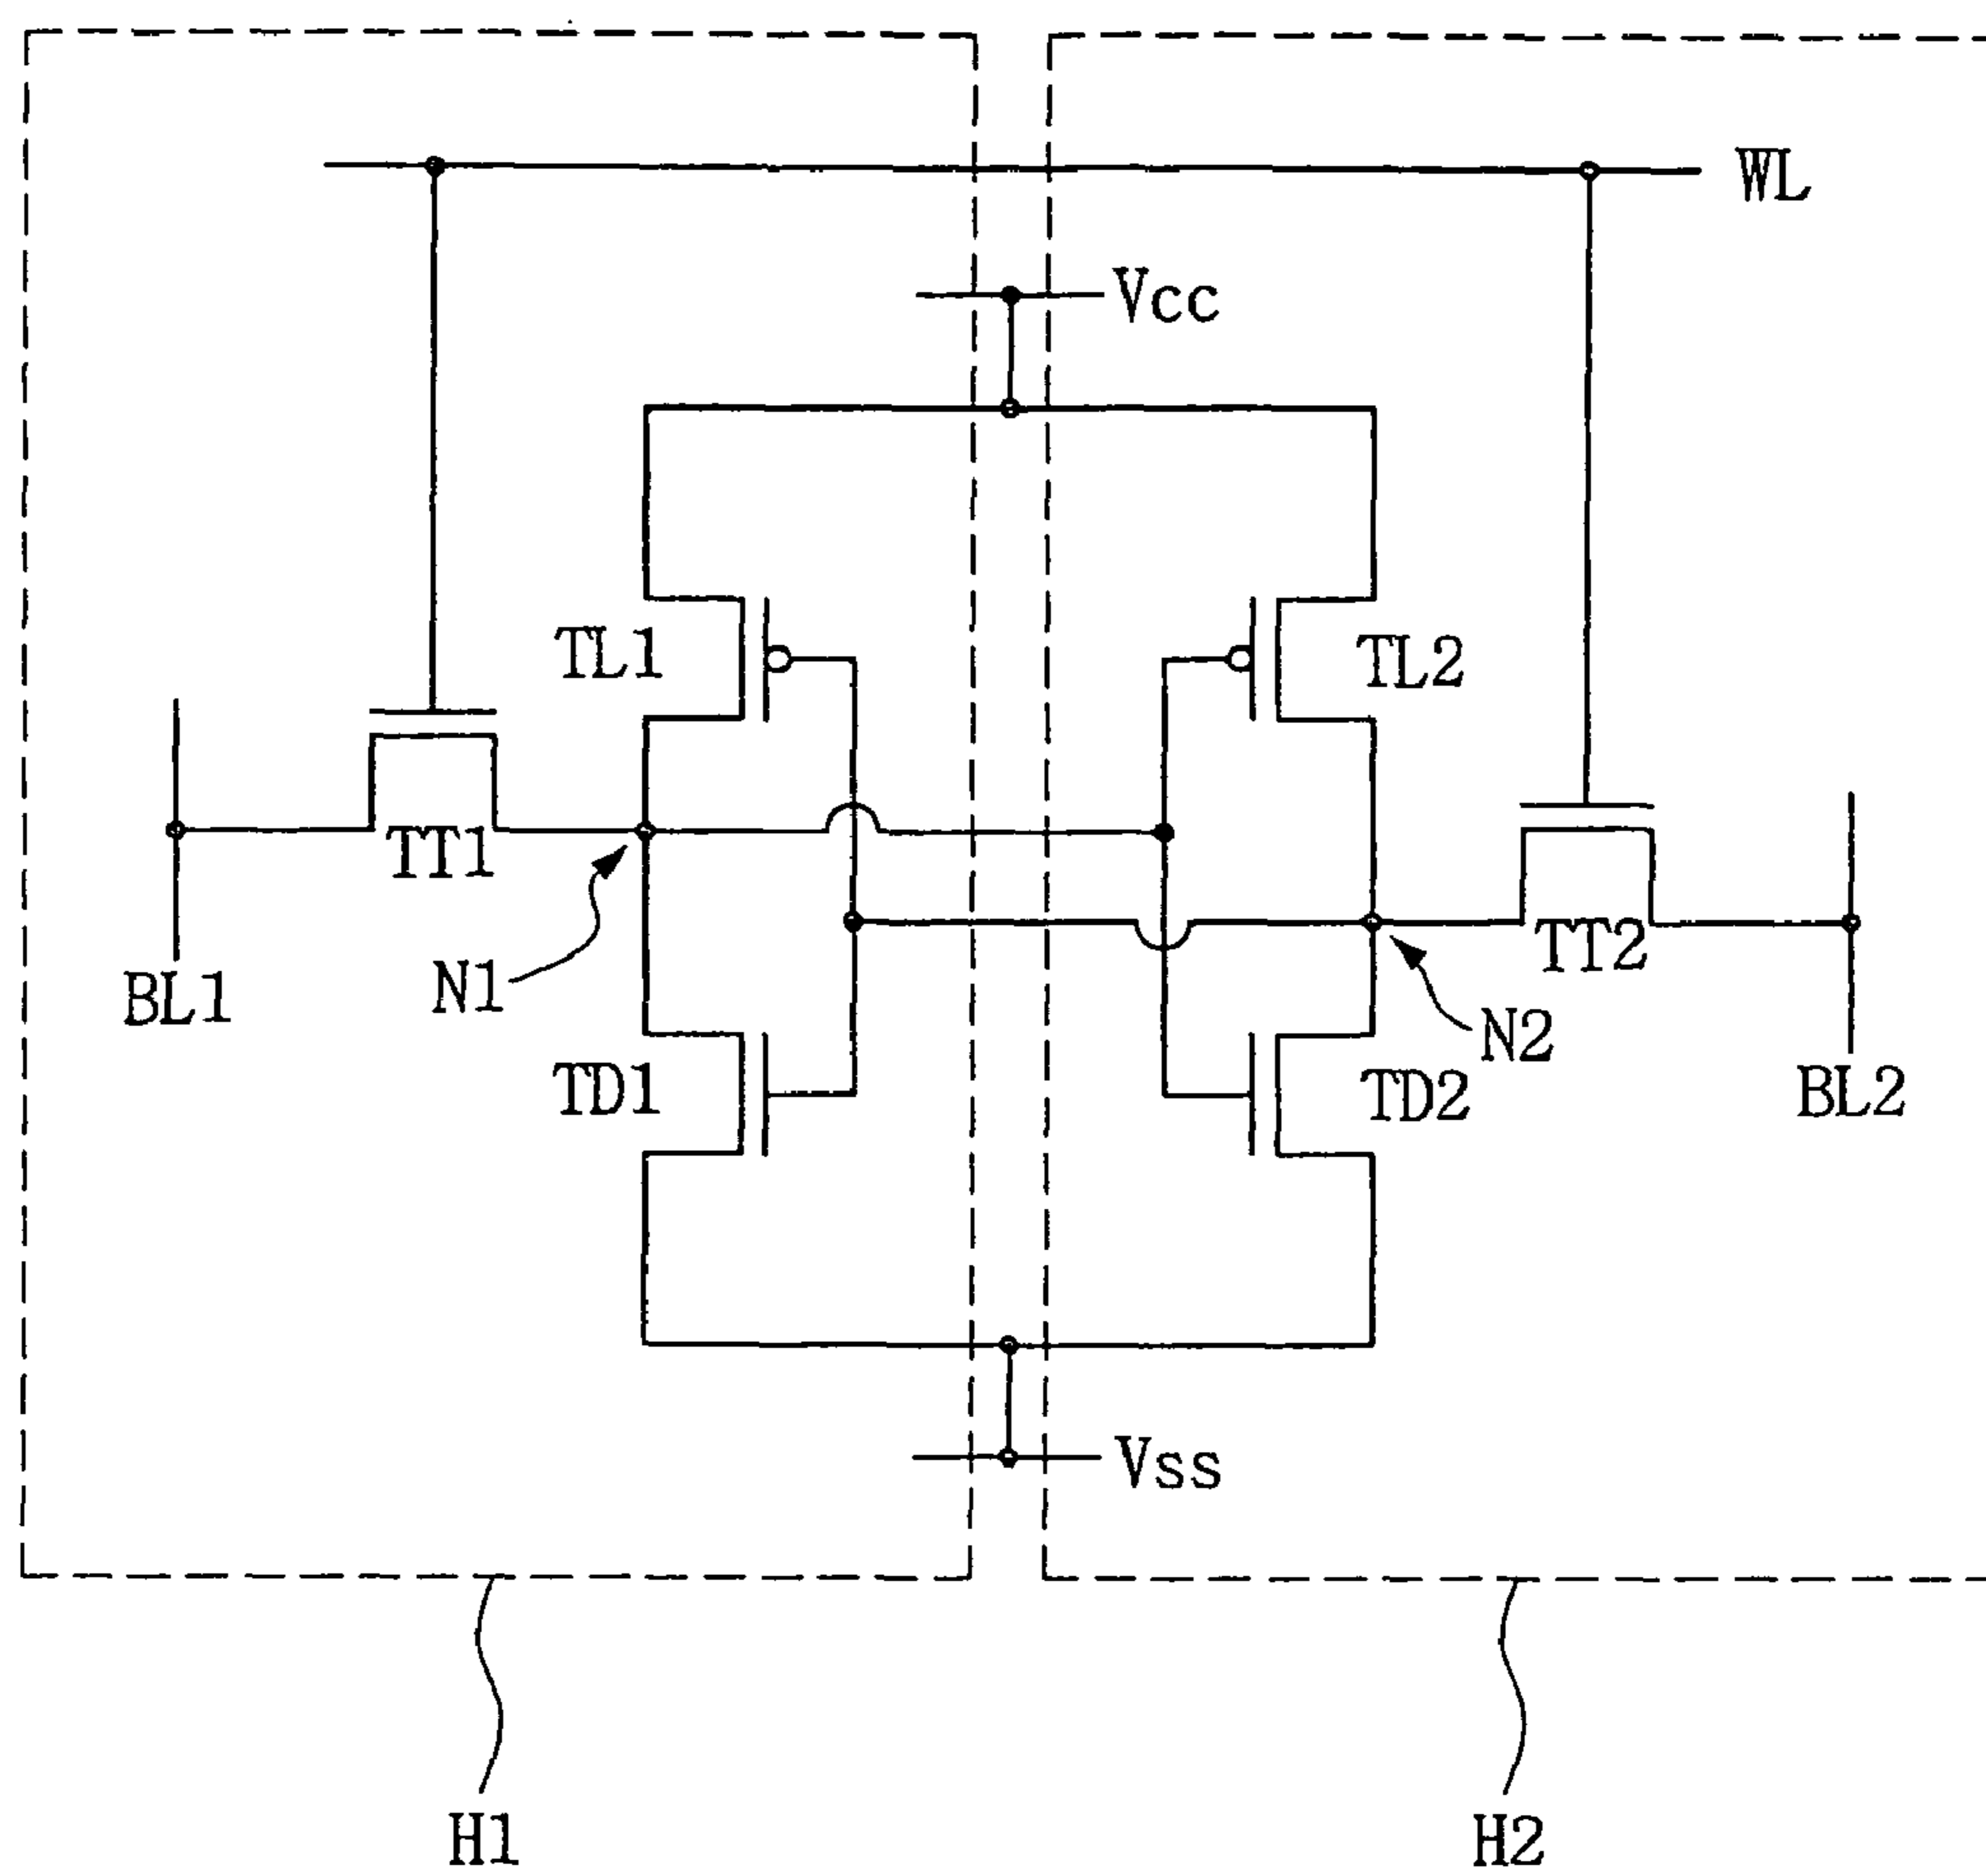 WL
Vcc
TL1
TL2
TT1
TT2
N1
BL1
N2
TD1
TD2
BL2
Vss
H1
H2